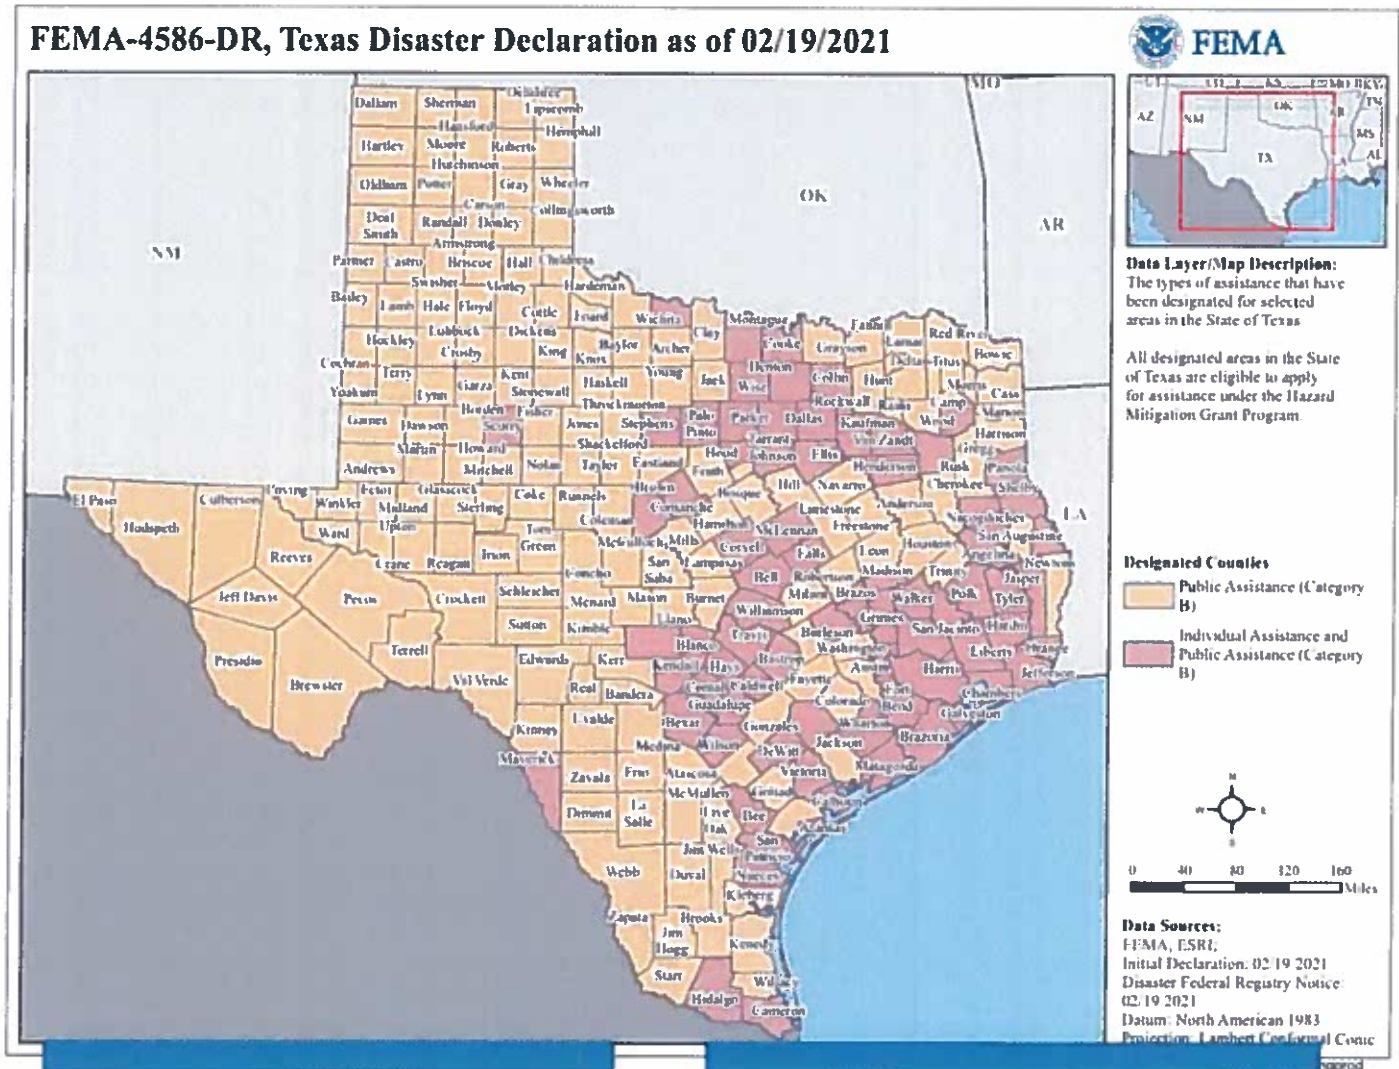 FEMA-4586-DR, Texas Disaster Declaration as of 02/19/2021
FEMA
Dallam Sherman Ochiltree Lipscomb
Hansford Hemphill
Hartley Moore Roberts
Hutchinson
Oldham Potter Gray Wheeler
Carson Collingsworth
Deaf Smith Randall Donley
Armstrong
Parmer Castro Briscoe Hall Childress
Swisher Motley Hardeman
Bailey Lamb Hale Floyd Cottle Foard Wichita Clay Montague
Lubbock Dickens Cooke Fannin Lamar Red River
Hockley Crosby King Knox Baylor Archer Grayson Delta Titus Bowie
Cochran Terry Kent Young Jack Denton Collin Hunt Morris
Yoakum Lynn Garza Stonewall Haskell Wise Rockwall Rains Camp Cass
Throckmorton Marion
Borden Fisher Palo Pinto Parker Dallas Kaufman Wood
Gaines Dawson Scurry Jones Stephens Harrison
Martin Howard Shackelford Tarrant Van Zandt Gregg
Andrews Mitchell Nolan Taylor Eastland Hood Johnson Ellis Henderson Rusk Panola
Erath Hill Navarro Cherokee Shelby
El Paso Culberson Winkler Ector Glasscock Coke Runnels Bosque Anderson
Hudspeth Midland Sterling Comanche Limestone Nacogdoches
Ward Upton Coleman Hamilton McLennan Freestone San Augustine
Reeves Tom Green McCulloch Mills Coryell Falls Leon Houston Angelina
Crane Reagan Irion San Saba Lampasas Madison Trinity Newton
Concho Bell Robertson Jasper
Jeff Davis Pecos Crockett Schleicher Menard Mason Burnet Milam Brazos Walker Polk Tyler
Williamson Grimes
Sutton Kimble Llano Travis Burleson San Jacinto Hardin
Terrell Blanco Washington Liberty Orange
Presidio Edwards Kerr Kendall Hays Bastrop Austin Harris Jefferson
Brewster Val Verde Real Bandera Comal Caldwell Fayette Fort Bend Chambers
Guadalupe Colorado Galveston
Kinney Uvalde Bexar Gonzales Wharton Brazoria
Medina Wilson DeWitt Jackson
Maverick Zavala Frio Atascosa Victoria Matagorda
McMullen Goliad Calhoun
Dimmit La Salle Live Oak Bee Aransas
San Patricio
Jim Wells Nueces
Webb Duval Kleberg
Zapata Brooks
Jim Hogg Kenedy
Starr Willacy
Hidalgo
Cameron
NM
OK
MO
AR
LA
AZ
NM
OK
TX
MS
AL
TN
Data Layer/Map Description:
The types of assistance that have
been designated for selected
areas in the State of Texas
All designated areas in the State
of Texas are eligible to apply
for assistance under the Hazard
Mitigation Grant Program.
Designated Counties
Public Assistance (Category
B)
Individual Assistance and
Public Assistance (Category
B)
N
W E
S
0 40 80 120 160
Miles
Data Sources:
FEMA, ESRI;
Initial Declaration: 02/19/2021
Disaster Federal Registry Notice:
02/19/2021
Datum: North American 1983
Projection: Lambert Conformal Conic